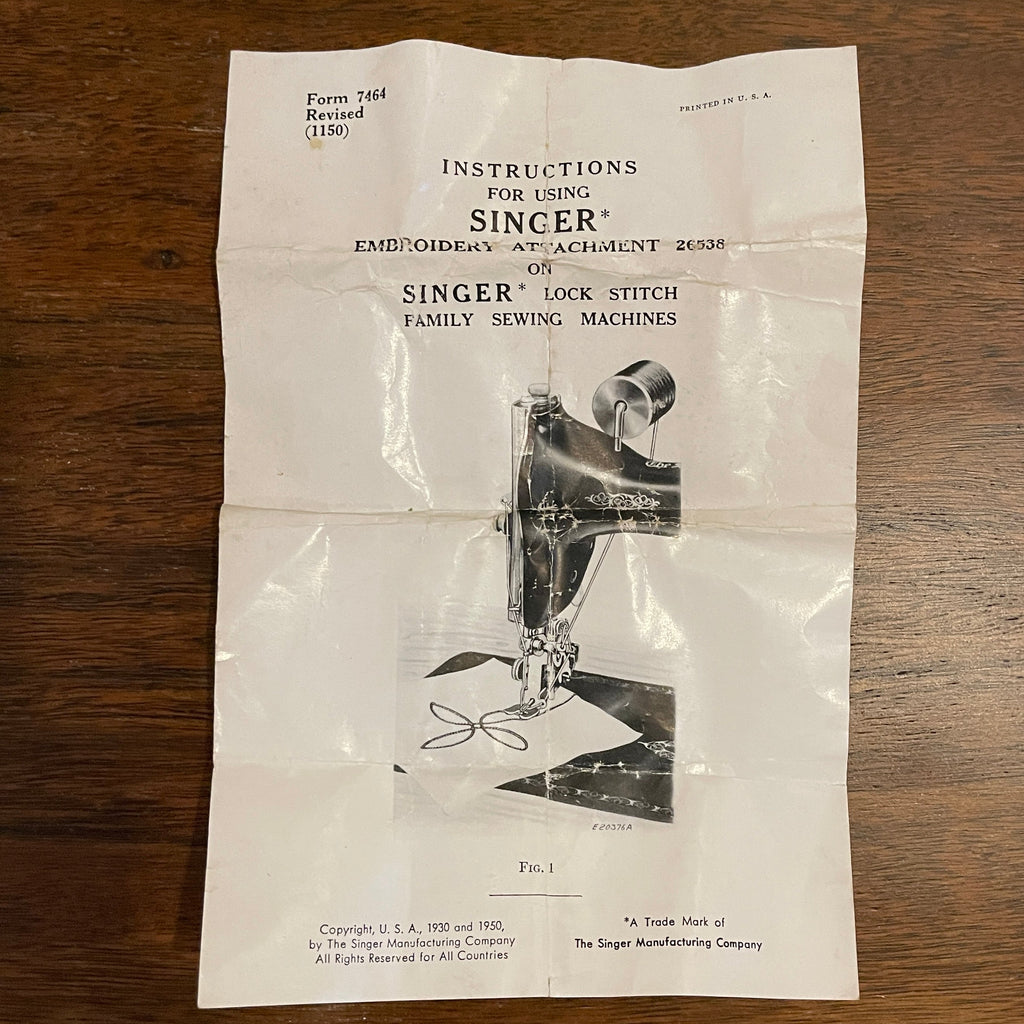 Form 7464
Revised
(1150)
PRINTED IN U. S. A.
INSTRUCTIONS
FOR USING
SINGER*
EMBROIDERY ATTACHMENT 26538
ON
SINGER* LOCK STITCH
FAMILY SEWING MACHINES
E20376A
FIG. 1
Copyright, U. S. A., 1930 and 1950,
by The Singer Manufacturing Company
All Rights Reserved for All Countries
*A Trade Mark of
The Singer Manufacturing Company